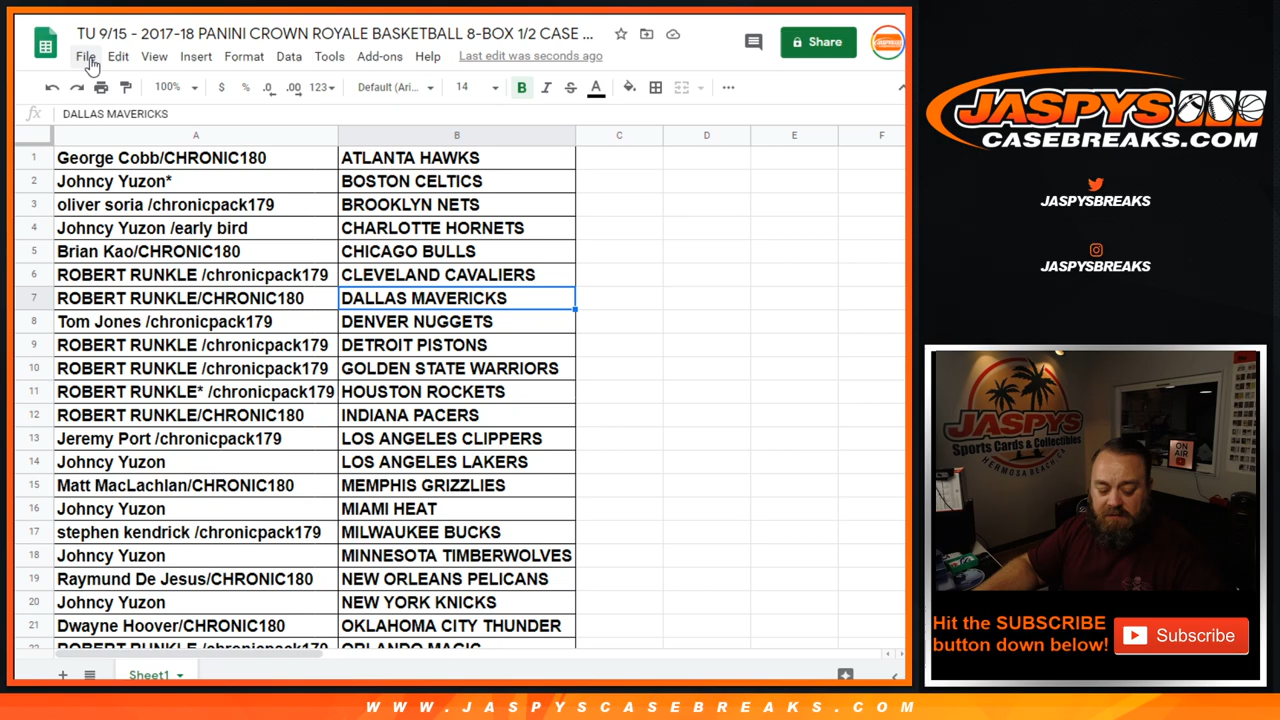 TU 9/15 - 2017-18 PANINI CROWN ROYALE BASKETBALL 8-BOX 1/2 CASE ...
Share
File Edit View Insert Format Data Tools Add-ons Help Last edit was seconds ago
100% $ % .0 .00 123 Default (Ari... 14 B I S A
fx DALLAS MAVERICKS
A B C D E F
1 George Cobb/CHRONIC180 ATLANTA HAWKS
2 Johncy Yuzon* BOSTON CELTICS
3 oliver soria /chronicpack179 BROOKLYN NETS
4 Johncy Yuzon /early bird CHARLOTTE HORNETS
5 Brian Kao/CHRONIC180 CHICAGO BULLS
6 ROBERT RUNKLE /chronicpack179 CLEVELAND CAVALIERS
7 ROBERT RUNKLE/CHRONIC180 DALLAS MAVERICKS
8 Tom Jones /chronicpack179 DENVER NUGGETS
9 ROBERT RUNKLE /chronicpack179 DETROIT PISTONS
10 ROBERT RUNKLE /chronicpack179 GOLDEN STATE WARRIORS
11 ROBERT RUNKLE* /chronicpack179 HOUSTON ROCKETS
12 ROBERT RUNKLE/CHRONIC180 INDIANA PACERS
13 Jeremy Port /chronicpack179 LOS ANGELES CLIPPERS
14 Johncy Yuzon LOS ANGELES LAKERS
15 Matt MacLachlan/CHRONIC180 MEMPHIS GRIZZLIES
16 Johncy Yuzon MIAMI HEAT
17 stephen kendrick /chronicpack179 MILWAUKEE BUCKS
18 Johncy Yuzon MINNESOTA TIMBERWOLVES
19 Raymund De Jesus/CHRONIC180 NEW ORLEANS PELICANS
20 Johncy Yuzon NEW YORK KNICKS
21 Dwayne Hoover/CHRONIC180 OKLAHOMA CITY THUNDER
22 ROBERT RUNKLE /chronicpack179 ORLANDO MAGIC
Sheet1
JASPYS
CASEBREAKS.COM
JASPYSBREAKS
JASPYSBREAKS
JASPYS
Sports Cards & Collectibles
HERMOSA BEACH, CA
ON
AIR
Hit the SUBSCRIBE
button down below!
Subscribe
WWW.JASPYSCASEBREAKS.COM